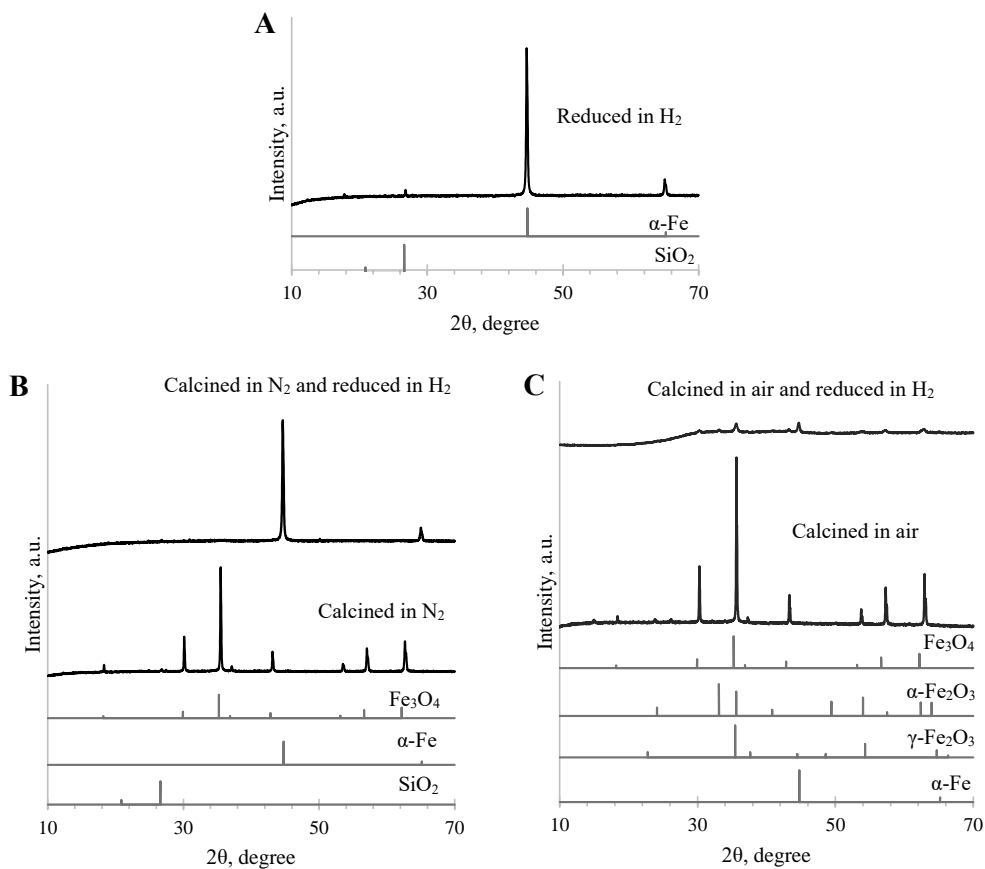 A
Reduced in H₂
Intensity, a.u.
α-Fe
SiO₂
10 30 50 70
2θ, degree
B
Calcined in N₂ and reduced in H₂
Calcined in N₂
Intensity, a.u.
Fe₃O₄
α-Fe
SiO₂
10 30 50 70
2θ, degree
C
Calcined in air and reduced in H₂
Calcined in air
Intensity, a.u.
Fe₃O₄
α-Fe₂O₃
γ-Fe₂O₃
α-Fe
10 30 50 70
2θ, degree